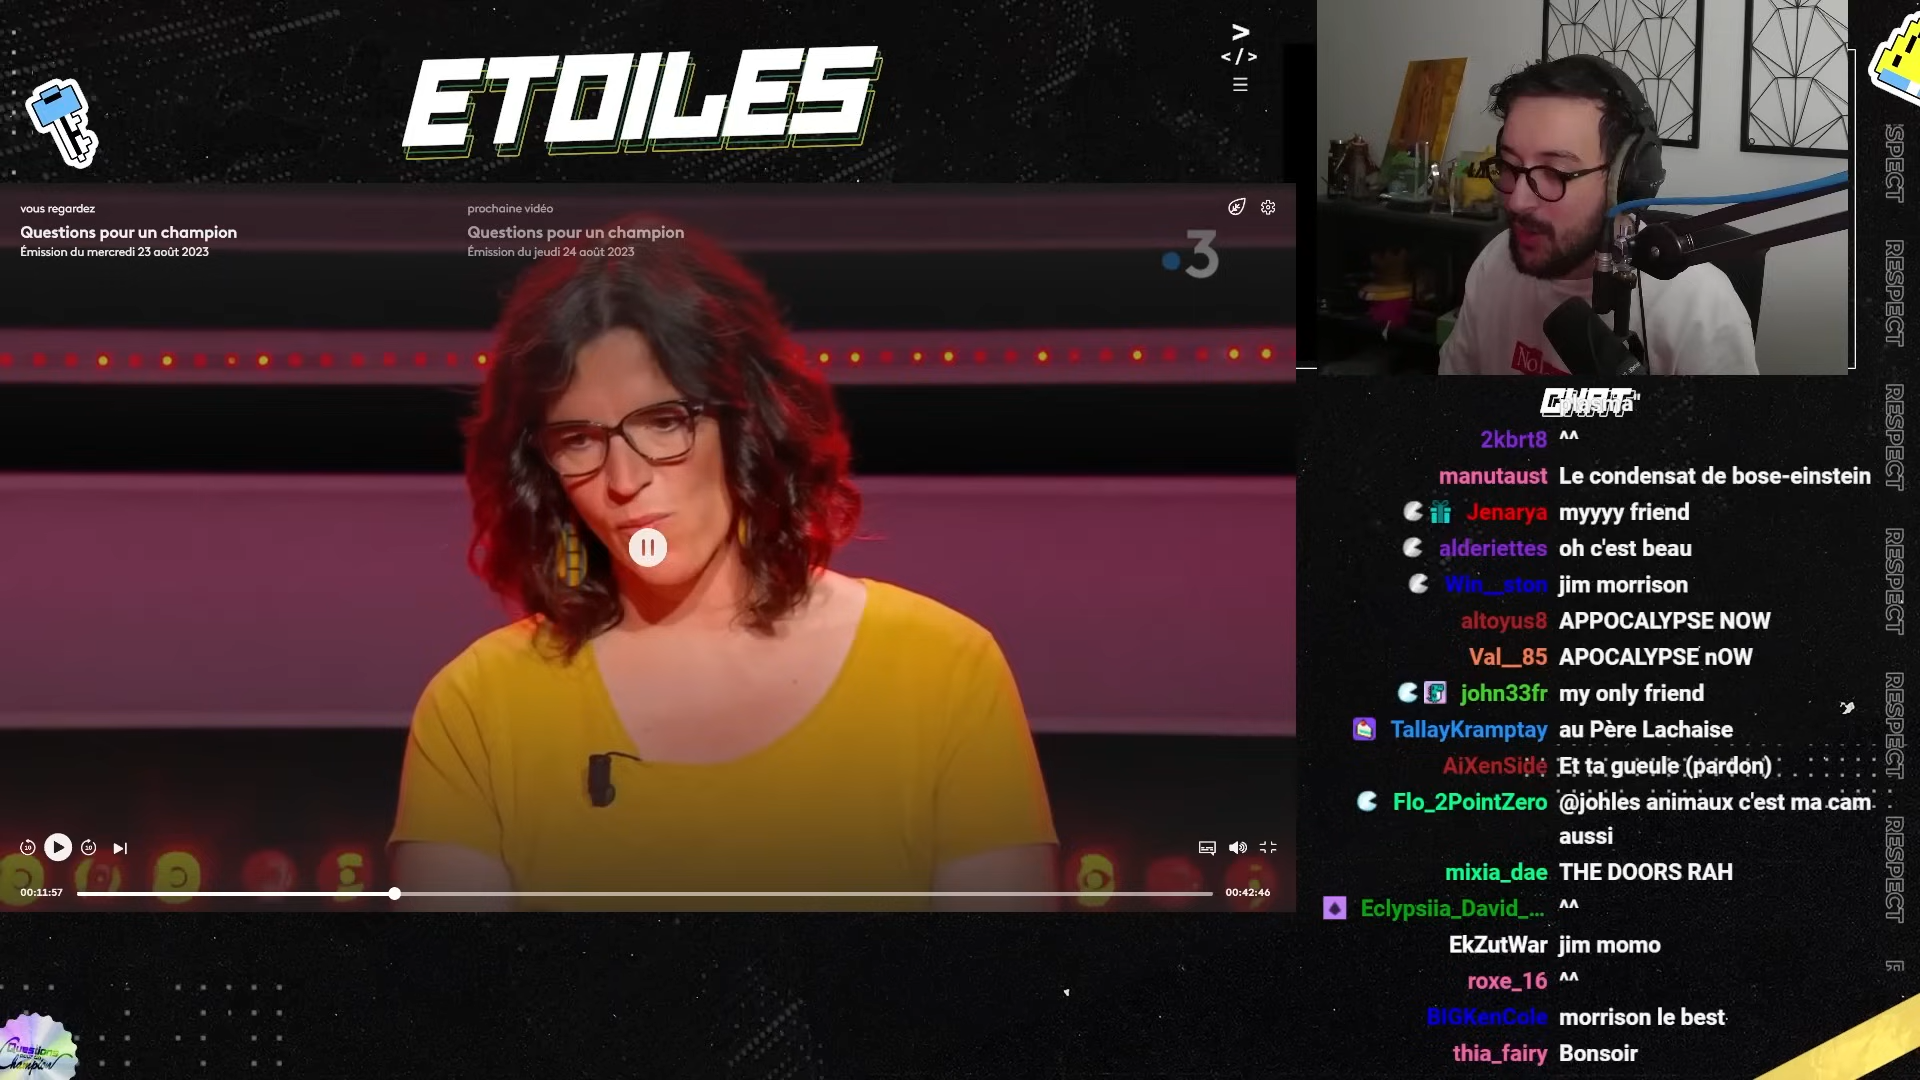 ETOILES
>
</>
vous regardez
Questions pour un champion
Émission du mercredi 23 août 2023
prochaine vidéo
Questions pour un champion
Émission du jeudi 24 août 2023
3
00:11:57
00:42:46
Questions
Champion
CHAT
plasma"
2kbrt8 ^^
manutaust Le condensat de bose-einstein
Jenarya myyyy friend
alderiettes oh c'est beau
Win__ston jim morrison
altoyus8 APPOCALYPSE NOW
Val__85 APOCALYPSE nOW
john33fr my only friend
TallayKramptay au Père Lachaise
AiXenSide Et ta gueule (pardon)
Flo_2PointZero @johles animaux c'est ma cam
aussi
mixia_dae THE DOORS RAH
Eclypsiia_David_... ^^
EkZutWar jim momo
roxe_16 ^^
BIGKenCole morrison le best
thia_fairy Bonsoir
SPECT
RESPECT
RESPECT
RESPECT
RESPECT
RESPECT